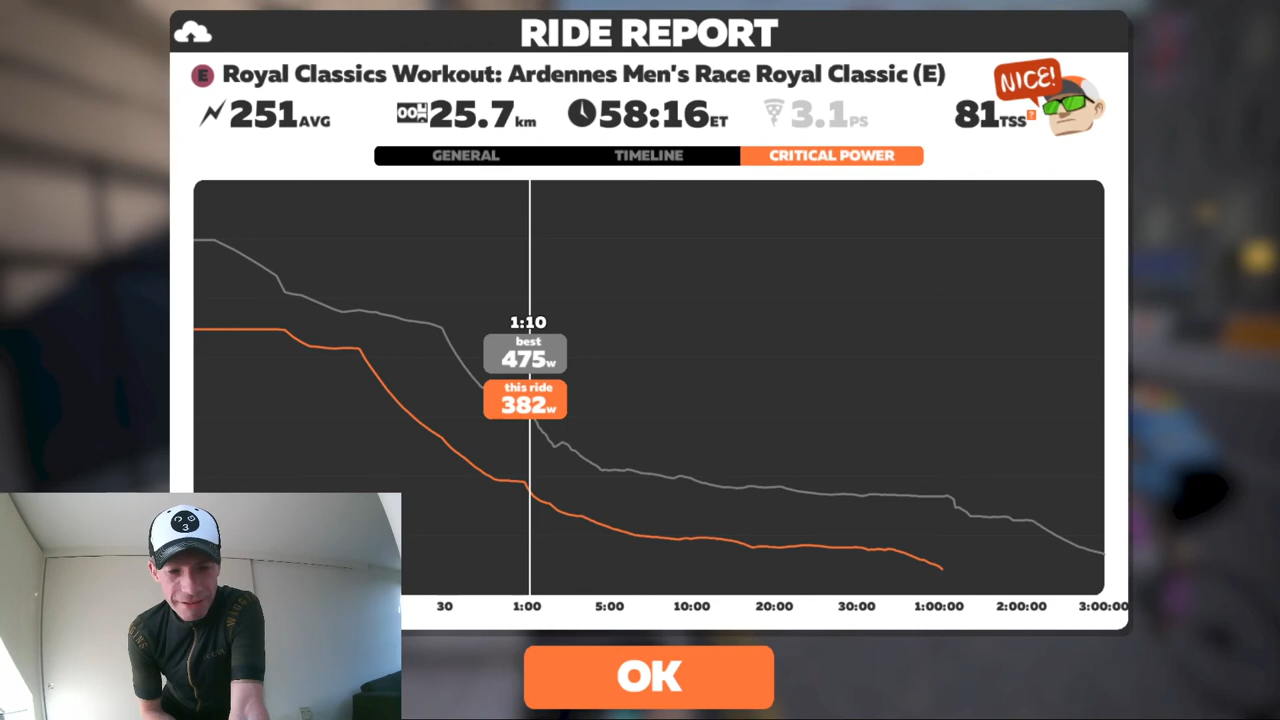 RIDE REPORT
E Royal Classics Workout: Ardennes Men's Race Royal Classic (E)
NICE!
251AVG 25.7km 58:16ET 3.1PS 81TSS?
GENERAL TIMELINE CRITICAL POWER
1:10
best
475w
this ride
382w
30 1:00 5:00 10:00 20:00 30:00 1:00:00 2:00:00 3:00:00
OK